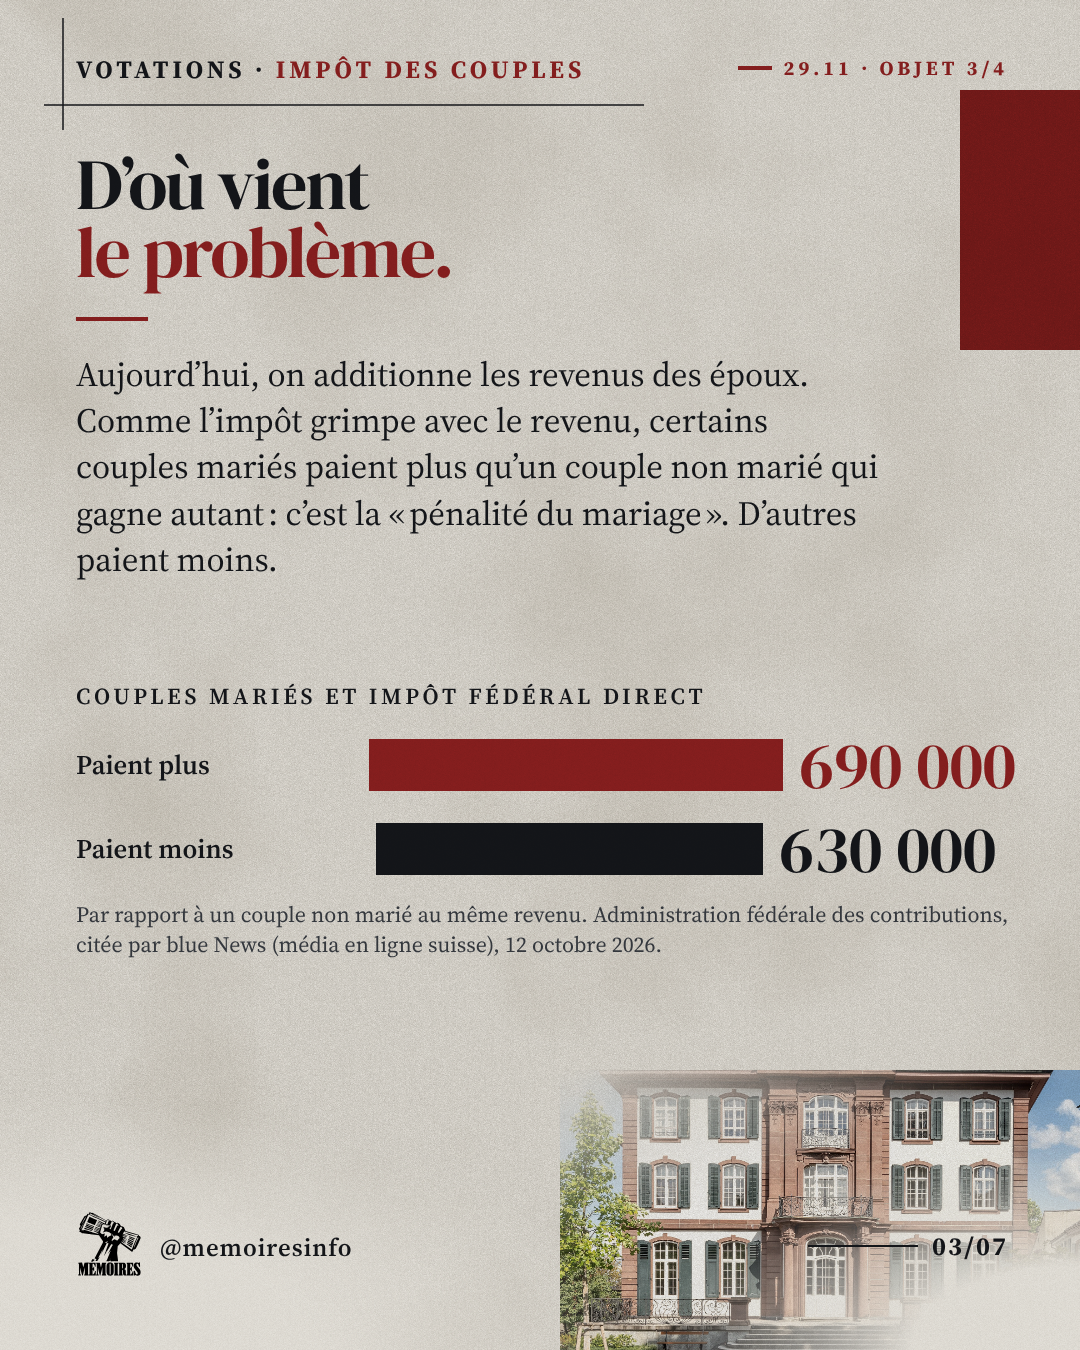 VOTATIONS · IMPÔT DES COUPLES
29.11 · OBJET 3/4
D’où vient
le problème.
Aujourd’hui, on additionne les revenus des époux.
Comme l’impôt grimpe avec le revenu, certains
couples mariés paient plus qu’un couple non marié qui
gagne autant : c’est la « pénalité du mariage ». D’autres
paient moins.
COUPLES MARIÉS ET IMPÔT FÉDÉRAL DIRECT
Paient plus 690 000
Paient moins 630 000
Par rapport à un couple non marié au même revenu. Administration fédérale des contributions,
citée par blue News (média en ligne suisse), 12 octobre 2026.
MÉMOIRES
@memoiresinfo
03/07